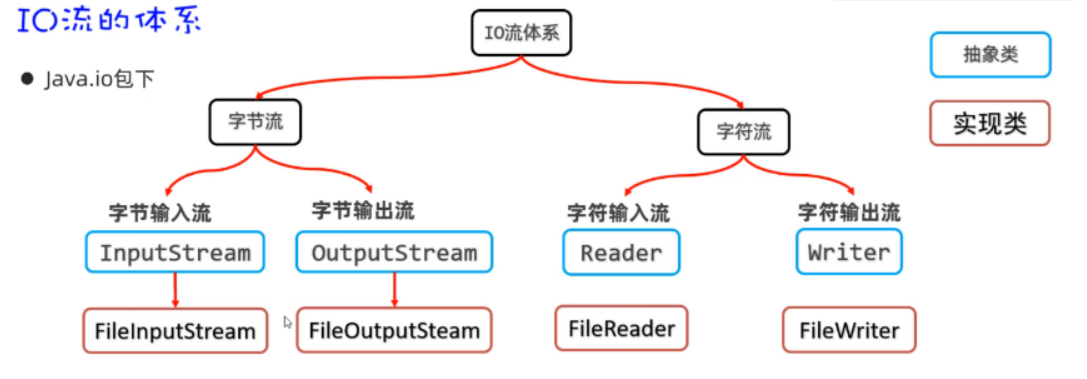 IO流的体系
IO流体系
抽象类
● Java.io包下
实现类
字节流
字符流
字节输入流
字节输出流
字符输入流
字符输出流
InputStream
OutputStream
Reader
Writer
FileInputStream
FileOutputSteam
FileReader
FileWriter